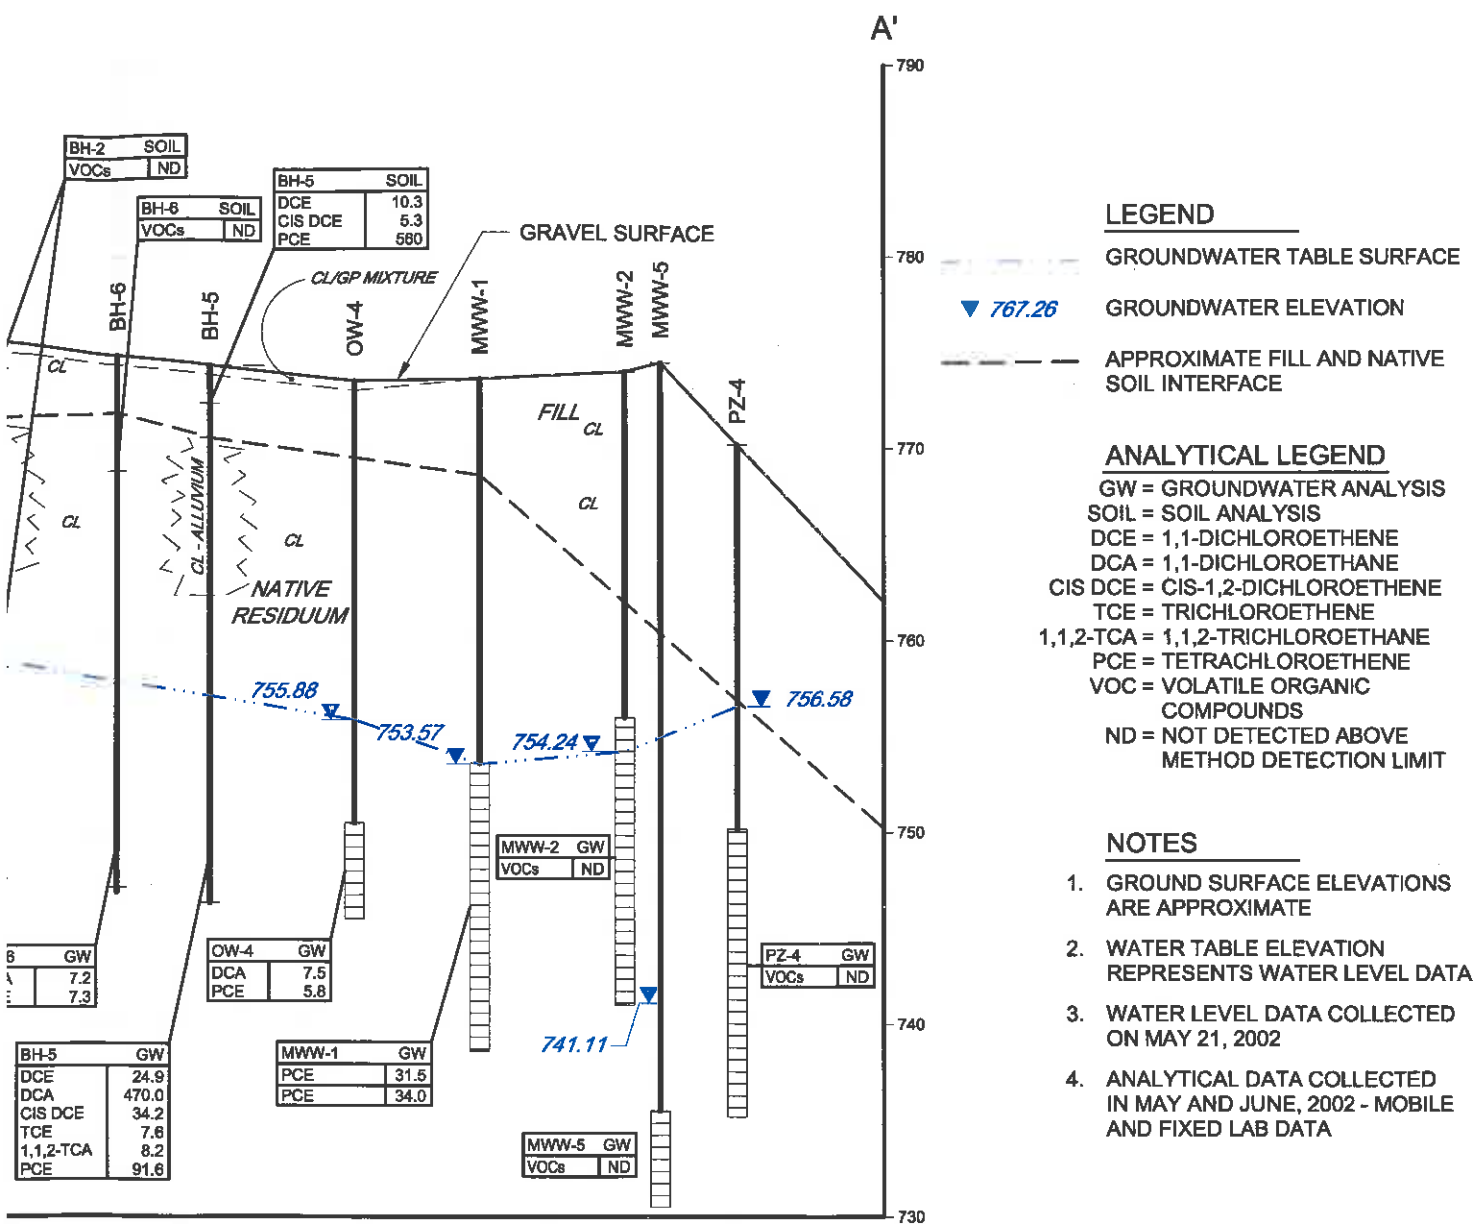 A'
790
780
770
760
750
740
730
BH-2 SOIL
VOCs ND
BH-6 SOIL
VOCs ND
BH-5 SOIL
DCE 10.3
CIS DCE 5.3
PCE 560
GRAVEL SURFACE
CL/GP MIXTURE
BH-6
BH-5
OW-4
MWW-1
MWW-2
MWW-5
PZ-4
CL
FILL
CL
CL
CL
CL - ALLUVIUM
CL
NATIVE
RESIDUUM
755.88
753.57
754.24
756.58
741.11
MWW-2 GW
VOCs ND
6 GW
7.2
7.3
OW-4 GW
DCA 7.5
PCE 5.8
PZ-4 GW
VOCs ND
BH-5 GW
DCE 24.9
DCA 470.0
CIS DCE 34.2
TCE 7.6
1,1,2-TCA 8.2
PCE 91.6
MWW-1 GW
PCE 31.5
PCE 34.0
MWW-5 GW
VOCs ND
LEGEND
GROUNDWATER TABLE SURFACE
767.26 GROUNDWATER ELEVATION
APPROXIMATE FILL AND NATIVE
SOIL INTERFACE
ANALYTICAL LEGEND
GW = GROUNDWATER ANALYSIS
SOIL = SOIL ANALYSIS
DCE = 1,1-DICHLOROETHENE
DCA = 1,1-DICHLOROETHANE
CIS DCE = CIS-1,2-DICHLOROETHENE
TCE = TRICHLOROETHENE
1,1,2-TCA = 1,1,2-TRICHLOROETHANE
PCE = TETRACHLOROETHENE
VOC = VOLATILE ORGANIC
COMPOUNDS
ND = NOT DETECTED ABOVE
METHOD DETECTION LIMIT
NOTES
1. GROUND SURFACE ELEVATIONS
ARE APPROXIMATE
2. WATER TABLE ELEVATION
REPRESENTS WATER LEVEL DATA
3. WATER LEVEL DATA COLLECTED
ON MAY 21, 2002
4. ANALYTICAL DATA COLLECTED
IN MAY AND JUNE, 2002 - MOBILE
AND FIXED LAB DATA